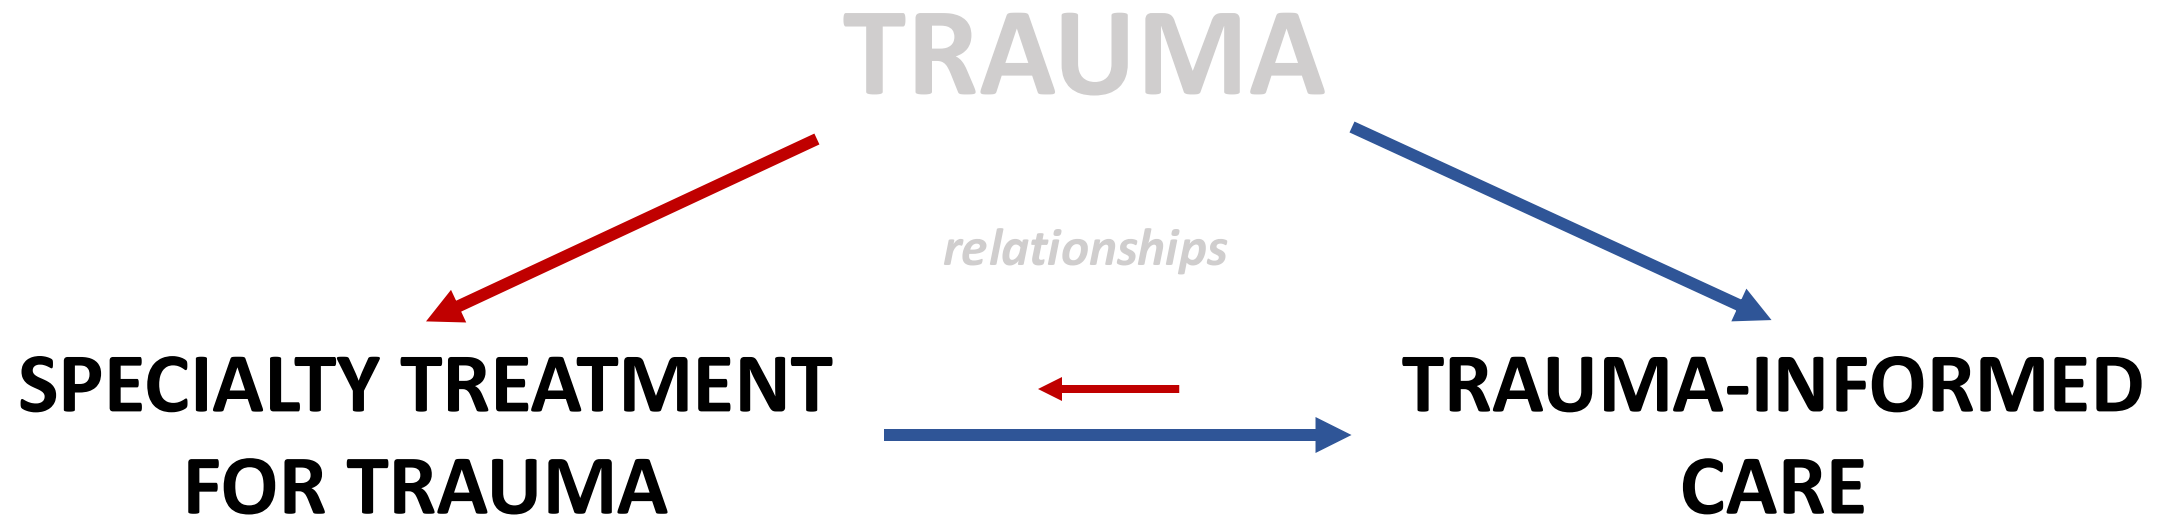 TRAUMA
relationships
SPECIALTY TREATMENT
FOR TRAUMA
TRAUMA-INFORMED
CARE